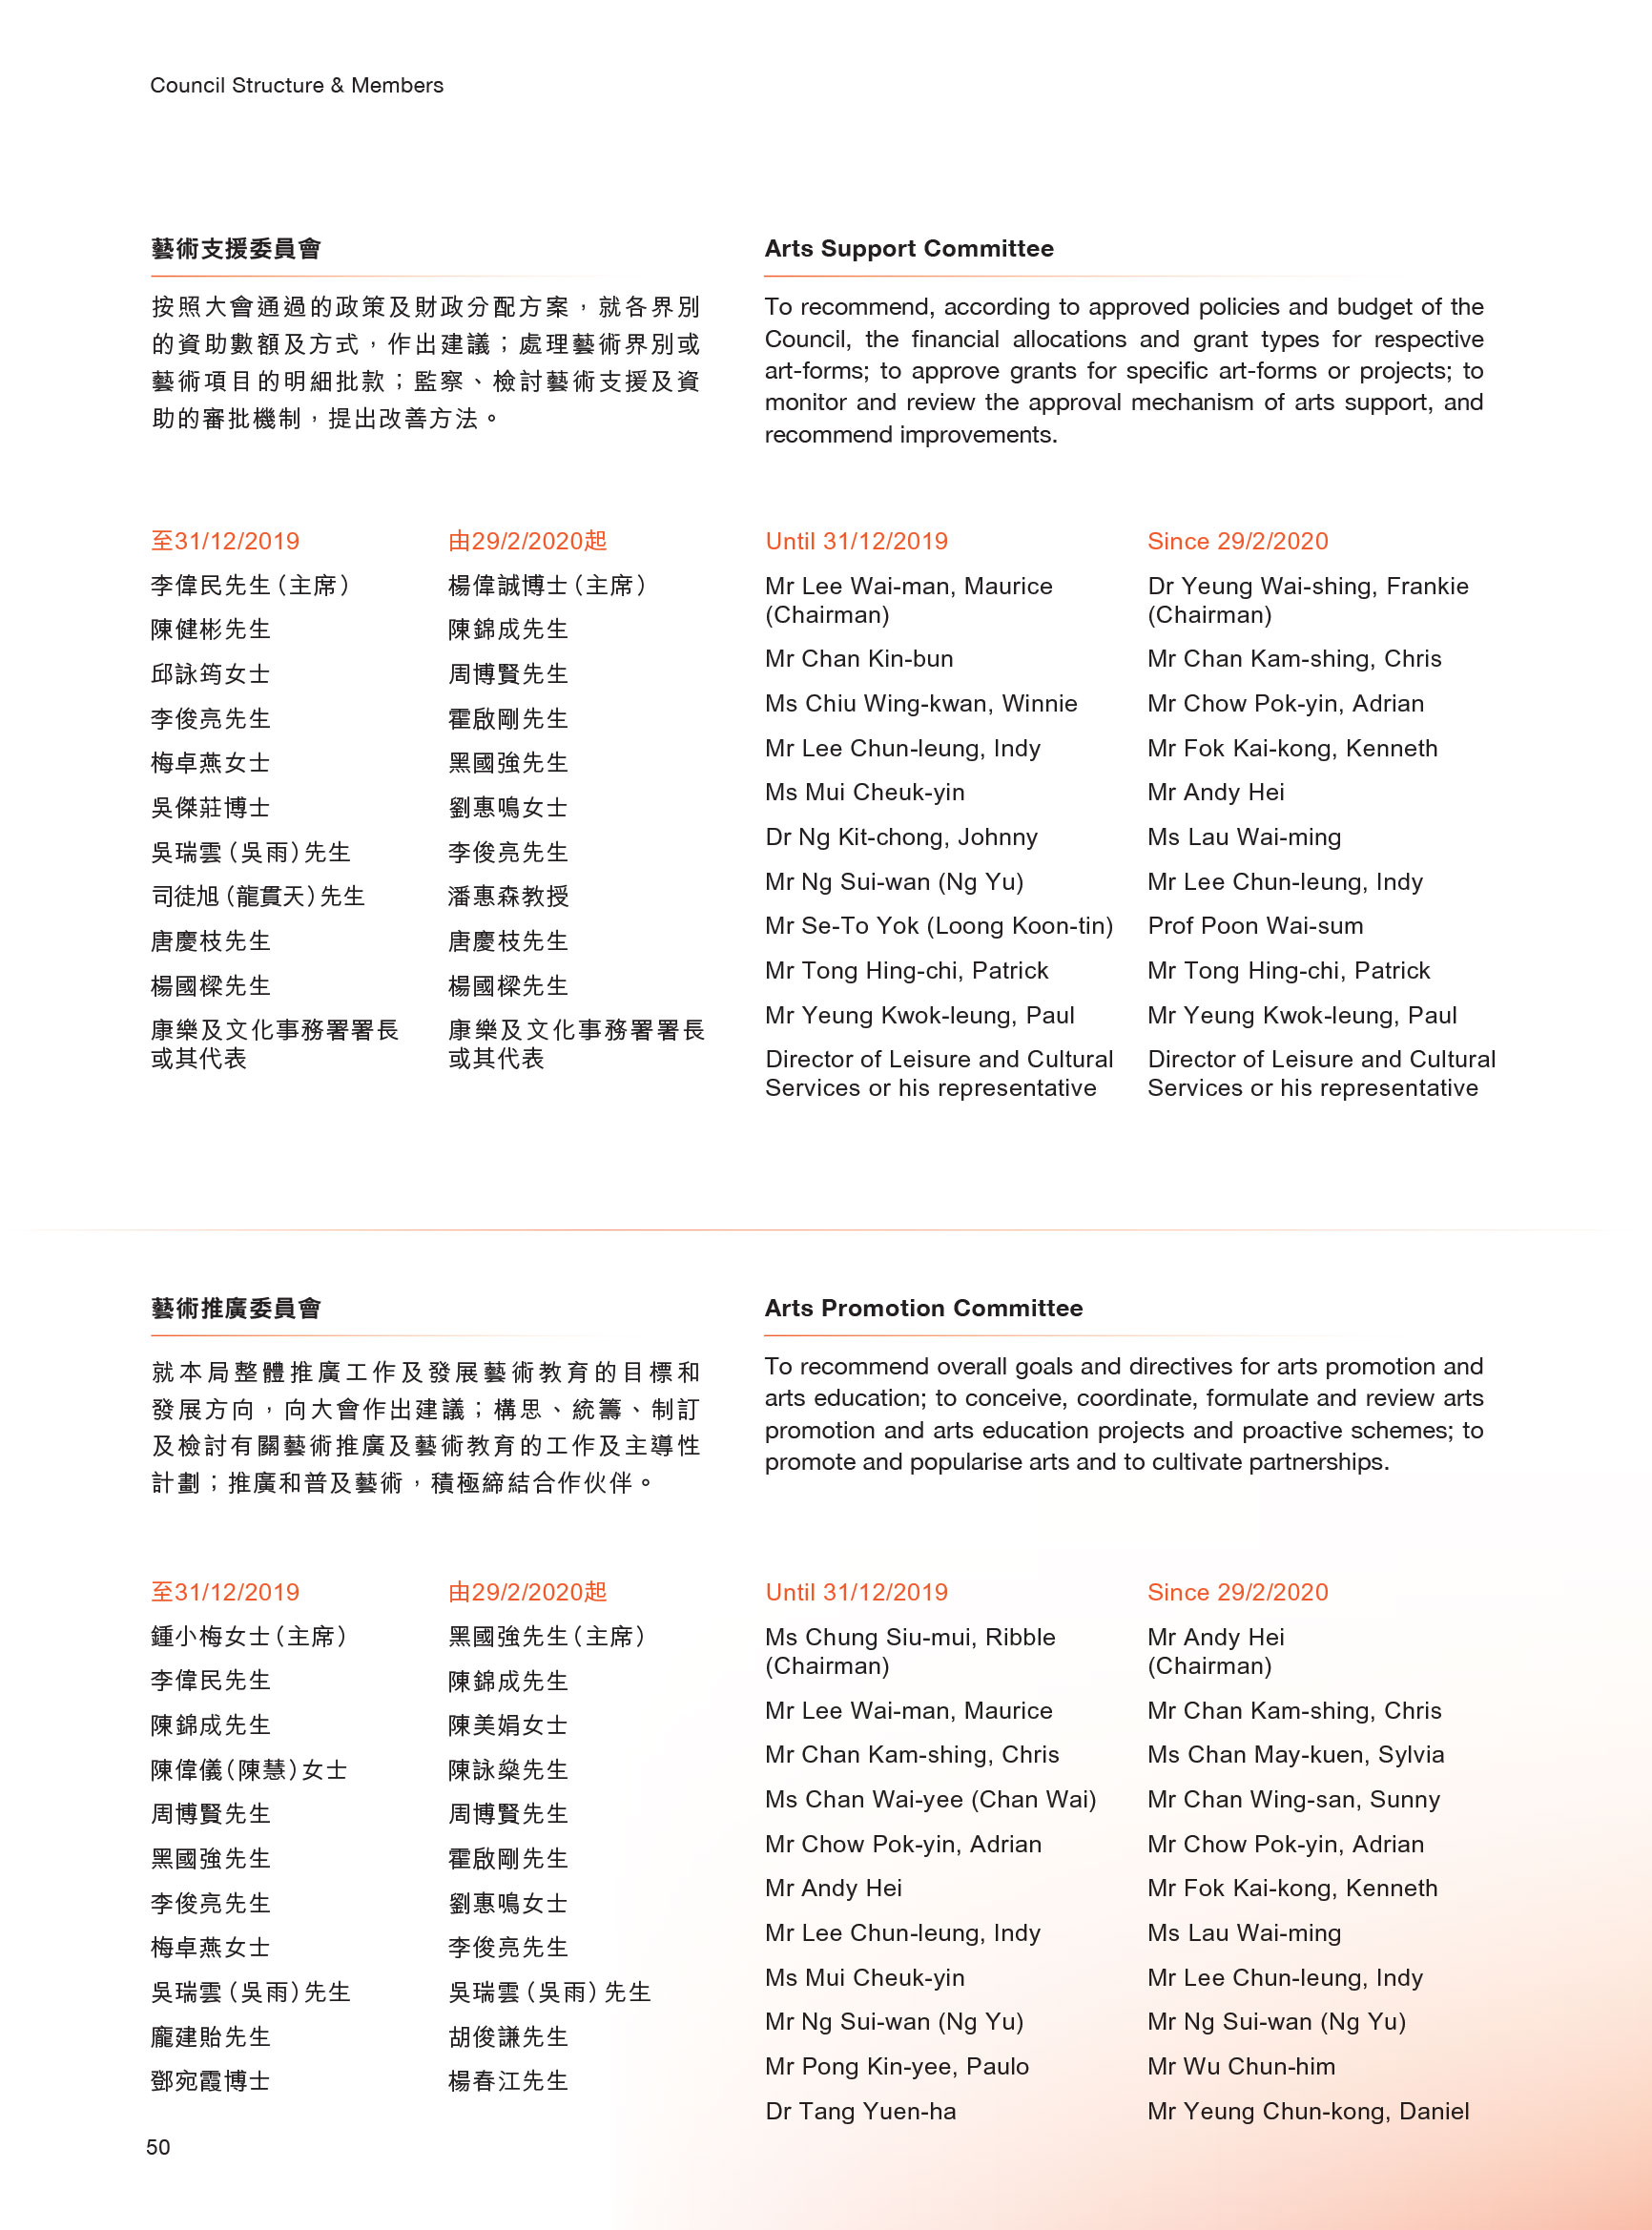 Council Structure & Members
藝術支援委員會
按照大會通過的政策及財政分配方案，就各界別
的資助數額及方式，作出建議；處理藝術界別或
藝術項目的明細批款；監察、檢討藝術支援及資
助的審批機制，提出改善方法。
Arts Support Committee
To recommend, according to approved policies and budget of the
Council, the financial allocations and grant types for respective
art-forms; to approve grants for specific art-forms or projects; to
monitor and review the approval mechanism of arts support, and
recommend improvements.
至31/12/2019
李偉民先生（主席）
陳健彬先生
邱詠筠女士
李俊亮先生
梅卓燕女士
吳傑莊博士
吳瑞雲（吳雨）先生
司徒旭（龍貫天）先生
唐慶枝先生
楊國樑先生
康樂及文化事務署署長
或其代表
由29/2/2020起
楊偉誠博士（主席）
陳錦成先生
周博賢先生
霍啟剛先生
黑國強先生
劉惠鳴女士
李俊亮先生
潘惠森教授
唐慶枝先生
楊國樑先生
康樂及文化事務署署長
或其代表
Until 31/12/2019
Mr Lee Wai-man, Maurice
(Chairman)
Mr Chan Kin-bun
Ms Chiu Wing-kwan, Winnie
Mr Lee Chun-leung, Indy
Ms Mui Cheuk-yin
Dr Ng Kit-chong, Johnny
Mr Ng Sui-wan (Ng Yu)
Mr Se-To Yok (Loong Koon-tin)
Mr Tong Hing-chi, Patrick
Mr Yeung Kwok-leung, Paul
Director of Leisure and Cultural
Services or his representative
Since 29/2/2020
Dr Yeung Wai-shing, Frankie
(Chairman)
Mr Chan Kam-shing, Chris
Mr Chow Pok-yin, Adrian
Mr Fok Kai-kong, Kenneth
Mr Andy Hei
Ms Lau Wai-ming
Mr Lee Chun-leung, Indy
Prof Poon Wai-sum
Mr Tong Hing-chi, Patrick
Mr Yeung Kwok-leung, Paul
Director of Leisure and Cultural
Services or his representative
藝術推廣委員會
就本局整體推廣工作及發展藝術教育的目標和
發展方向，向大會作出建議；構思、統籌、制訂
及檢討有關藝術推廣及藝術教育的工作及主導性
計劃；推廣和普及藝術，積極締結合作伙伴。
Arts Promotion Committee
To recommend overall goals and directives for arts promotion and
arts education; to conceive, coordinate, formulate and review arts
promotion and arts education projects and proactive schemes; to
promote and popularise arts and to cultivate partnerships.
至31/12/2019
鍾小梅女士（主席）
李偉民先生
陳錦成先生
陳偉儀（陳慧）女士
周博賢先生
黑國強先生
李俊亮先生
梅卓燕女士
吳瑞雲（吳雨）先生
龐建貽先生
鄧宛霞博士
由29/2/2020起
黑國強先生（主席）
陳錦成先生
陳美娟女士
陳詠燊先生
周博賢先生
霍啟剛先生
劉惠鳴女士
李俊亮先生
吳瑞雲（吳雨）先生
胡俊謙先生
楊春江先生
Until 31/12/2019
Ms Chung Siu-mui, Ribble
(Chairman)
Mr Lee Wai-man, Maurice
Mr Chan Kam-shing, Chris
Ms Chan Wai-yee (Chan Wai)
Mr Chow Pok-yin, Adrian
Mr Andy Hei
Mr Lee Chun-leung, Indy
Ms Mui Cheuk-yin
Mr Ng Sui-wan (Ng Yu)
Mr Pong Kin-yee, Paulo
Dr Tang Yuen-ha
Since 29/2/2020
Mr Andy Hei
(Chairman)
Mr Chan Kam-shing, Chris
Ms Chan May-kuen, Sylvia
Mr Chan Wing-san, Sunny
Mr Chow Pok-yin, Adrian
Mr Fok Kai-kong, Kenneth
Ms Lau Wai-ming
Mr Lee Chun-leung, Indy
Mr Ng Sui-wan (Ng Yu)
Mr Wu Chun-him
Mr Yeung Chun-kong, Daniel
50